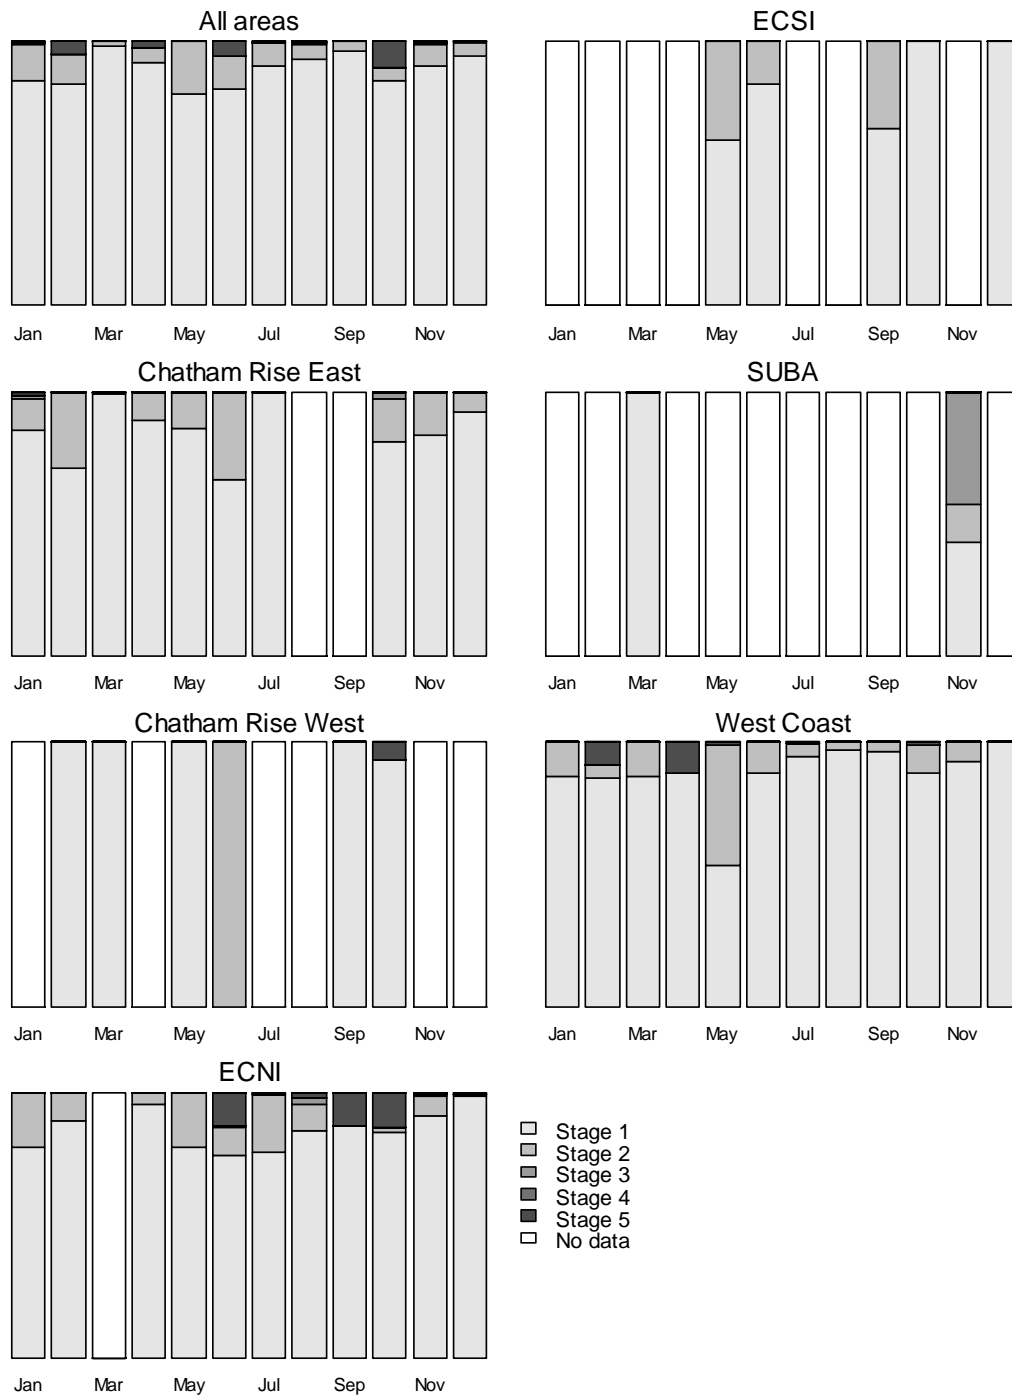 All areas
Jan Mar May Jul Sep Nov
ECSI
Jan Mar May Jul Sep Nov
Chatham Rise East
Jan Mar May Jul Sep Nov
SUBA
Jan Mar May Jul Sep Nov
Chatham Rise West
Jan Mar May Jul Sep Nov
West Coast
Jan Mar May Jul Sep Nov
ECNI
Jan Mar May Jul Sep Nov
Stage 1
Stage 2
Stage 3
Stage 4
Stage 5
No data